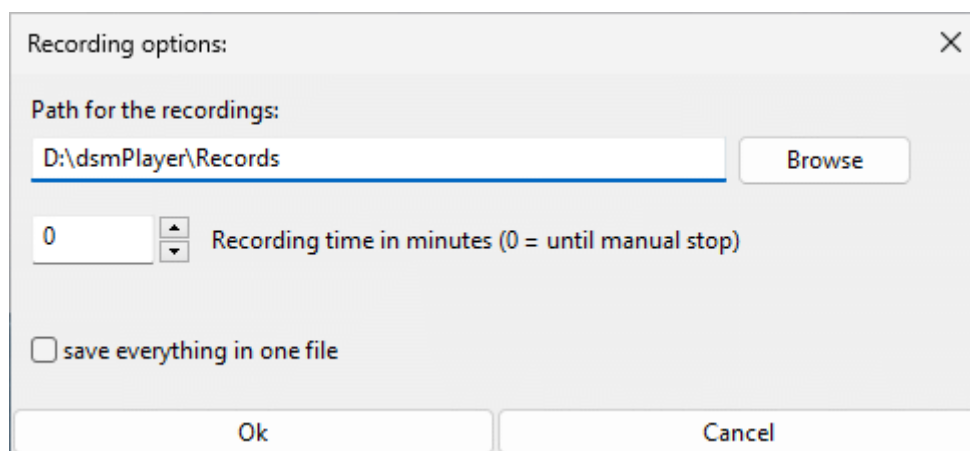 Recording options:
Path for the recordings:
D:\dsmPlayer\Records
Browse
0
Recording time in minutes (0 = until manual stop)
save everything in one file
Ok
Cancel